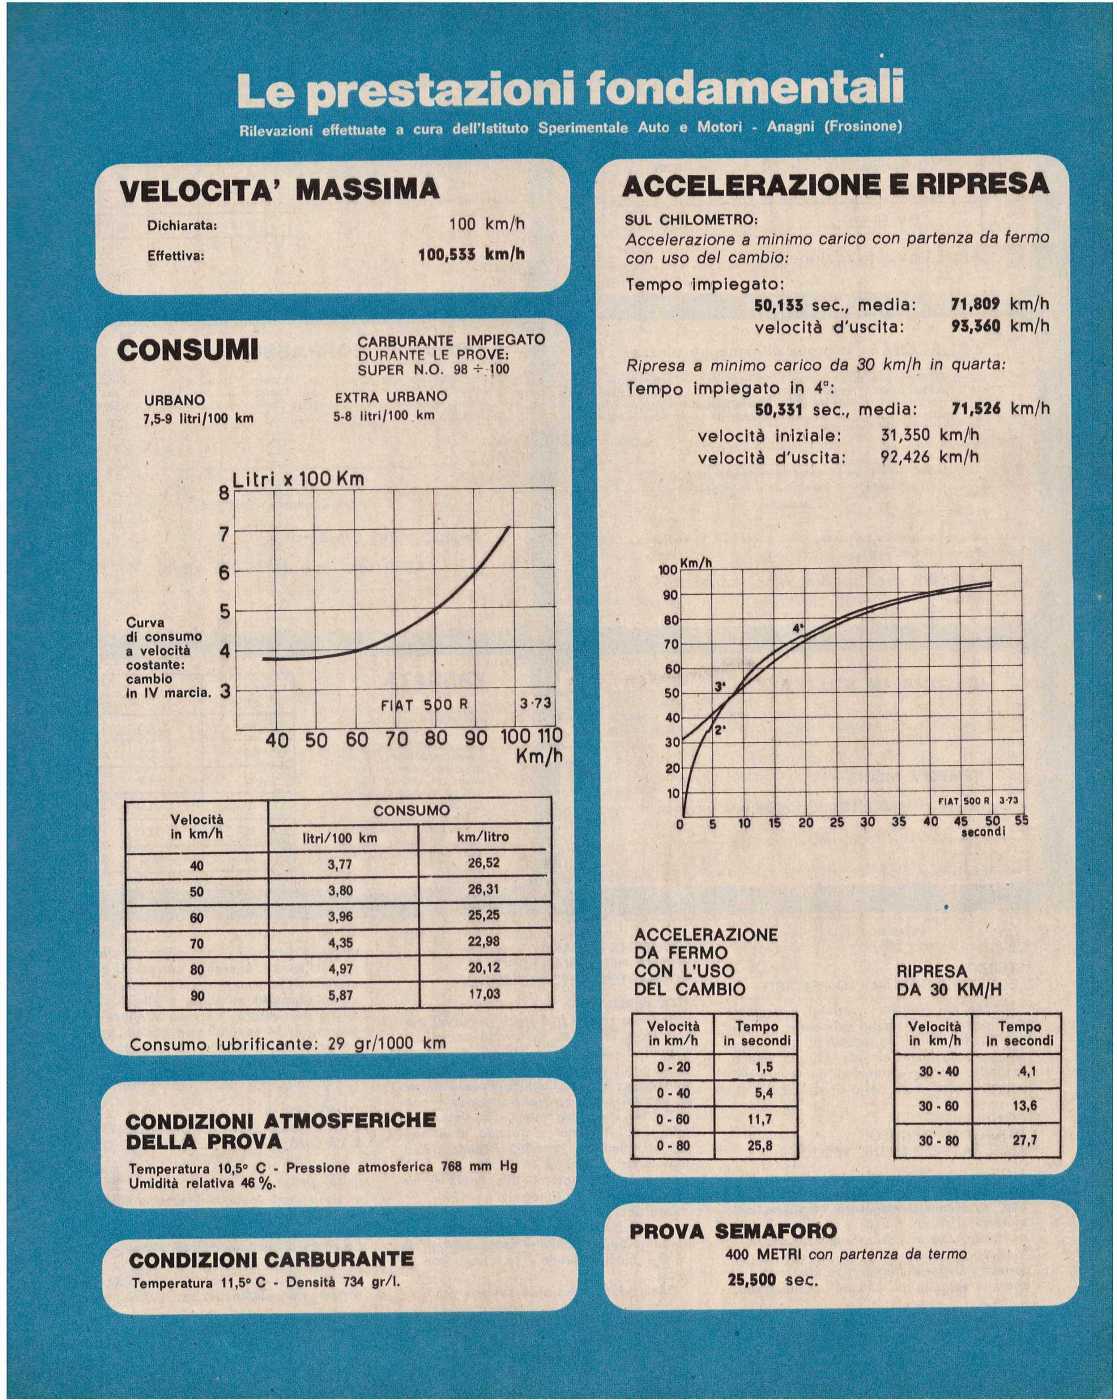 Le prestazioni fondamentali
Rilevazioni effettuate a cura dell'Istituto Sperimentale Auto e Motori - Anagni (Frosinone)
VELOCITA' MASSIMA
Dichiarata: 100 km/h
Effettiva: 100,533 km/h
CONSUMI
CARBURANTE IMPIEGATO
DURANTE LE PROVE:
SUPER N.O. 98 ÷ 100
URBANO
7,5-9 litri/100 km
EXTRA URBANO
5-8 litri/100 km
Litri x 100 Km
8
7
6
5
4
3
Curva
di consumo
a velocità
costante:
cambio
in IV marcia.
FIAT 500 R 3·73
40 50 60 70 80 90 100 110
Km/h
Velocità
in km/h
CONSUMO
litri/100 km km/litro
40 3,77 26,52
50 3,80 26,31
60 3,96 25,25
70 4,35 22,98
80 4,97 20,12
90 5,87 17,03
Consumo lubrificante: 29 gr/1000 km
CONDIZIONI ATMOSFERICHE
DELLA PROVA
Temperatura 10,5° C - Pressione atmosferica 768 mm Hg
Umidità relativa 46 %.
CONDIZIONI CARBURANTE
Temperatura 11,5° C - Densità 734 gr/l.
ACCELERAZIONE E RIPRESA
SUL CHILOMETRO:
Accelerazione a minimo carico con partenza da fermo
con uso del cambio:
Tempo impiegato:
50,133 sec., media: 71,809 km/h
velocità d'uscita: 93,360 km/h
Ripresa a minimo carico da 30 km/h in quarta:
Tempo impiegato in 4ª:
50,331 sec., media: 71,526 km/h
velocità iniziale: 31,350 km/h
velocità d'uscita: 92,426 km/h
Km/h
100
90
80
70
60
50
40
30
20
10
4ª
3ª
2ª
FIAT 500 R 3·73
0 5 10 15 20 25 30 35 40 45 50 55
secondi
ACCELERAZIONE
DA FERMO
CON L'USO
DEL CAMBIO
Velocità Tempo
in km/h in secondi
0 - 20 1,5
0 - 40 5,4
0 - 60 11,7
0 - 80 25,8
RIPRESA
DA 30 KM/H
Velocità Tempo
in km/h in secondi
30 - 40 4,1
30 - 60 13,6
30 - 80 27,7
PROVA SEMAFORO
400 METRI con partenza da termo
25,500 sec.